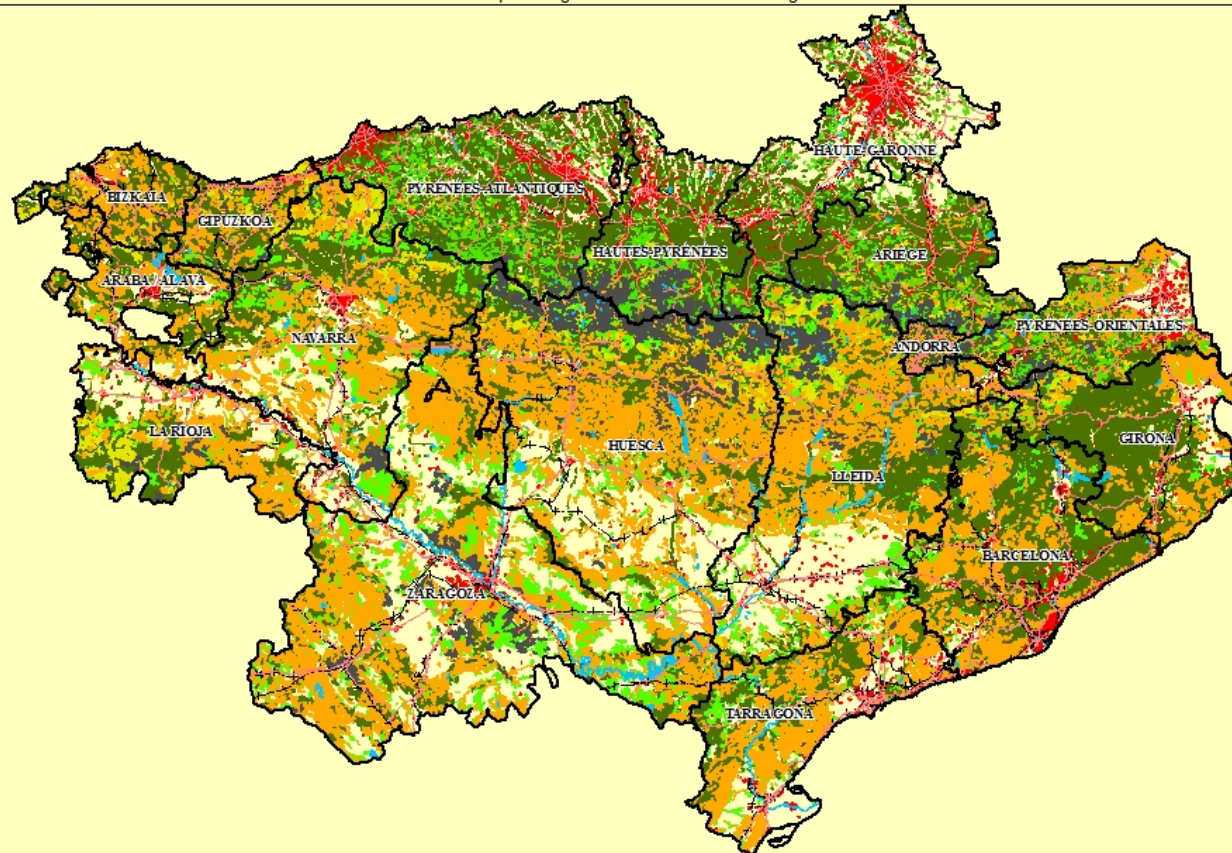 HAUTE-GARONNE
BIZKAIA
GIPUZKOA
PYRENEES-ATLANTIQUES
HAUTES-PYRÉNÉES
ARIEGE
ARABA/ALAVA
NAVARRA
PYRENEES-ORIENTALES
ANDORRA
LA RIOJA
HUESCA
GIRONA
LLEIDA
BARCELONA
ZARAGOZA
TARRAGONA